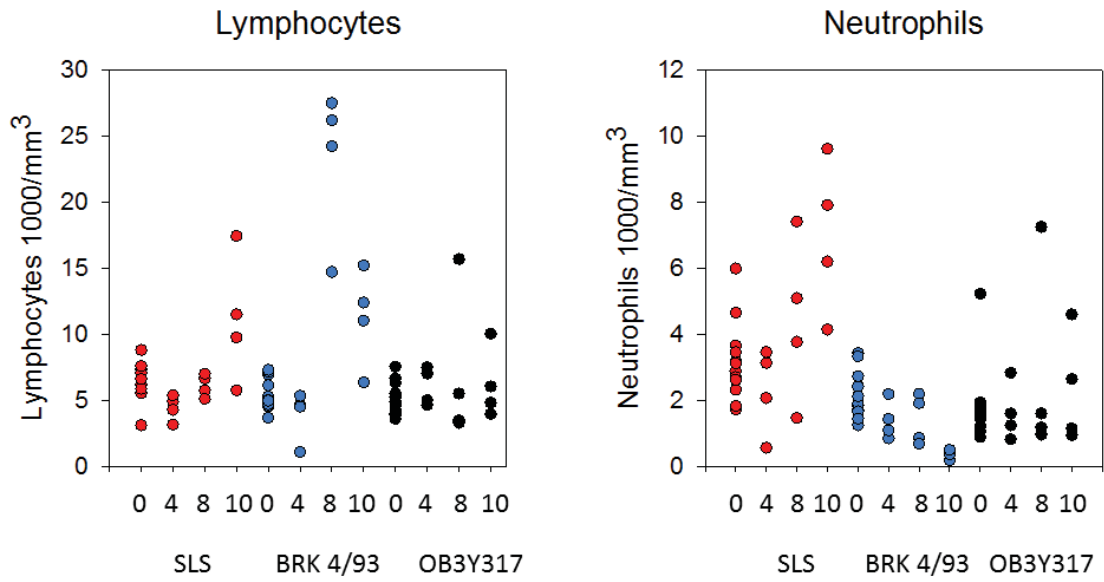 Lymphocytes
Lymphocytes 1000/mm³
30
25
20
15
10
5
0
0 4 8 10 0 4 8 10 0 4 8 10
SLS BRK 4/93 OB3Y317
Neutrophils
Neutrophils 1000/mm³
12
10
8
6
4
2
0
0 4 8 10 0 4 8 10 0 4 8 10
SLS BRK 4/93 OB3Y317